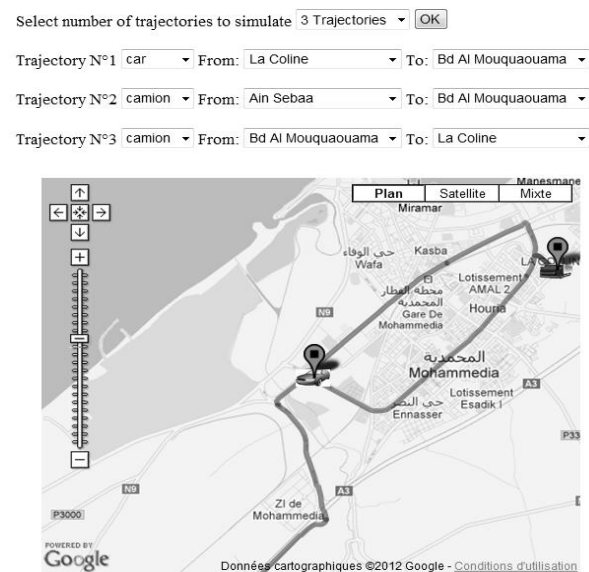 Select number of trajectories to simulate 3 Trajectories OK
Trajectory N°1 car From: La Coline To: Bd Al Mouquaouama
Trajectory N°2 camion From: Ain Sebaa To: Bd Al Mouquaouama
Trajectory N°3 camion From: Bd Al Mouquaouama To: La Coline
Manesmane
Plan Satellite Mixte
Miramar
حي الوفاء
Wafa
Kasba
El
محطة القطار
المحمدية
Gare De
Mohammedia
Lotissement
AMAL 2
Houria
N9
المحمدية
Mohammedia
A3
Lotissement
Esadik I
حي النصر
Ennasser
P33
N9
A3
ZI de
Mohammedia
P3000
POWERED BY
Google
Données cartographiques ©2012 Google - Conditions d'utilisation